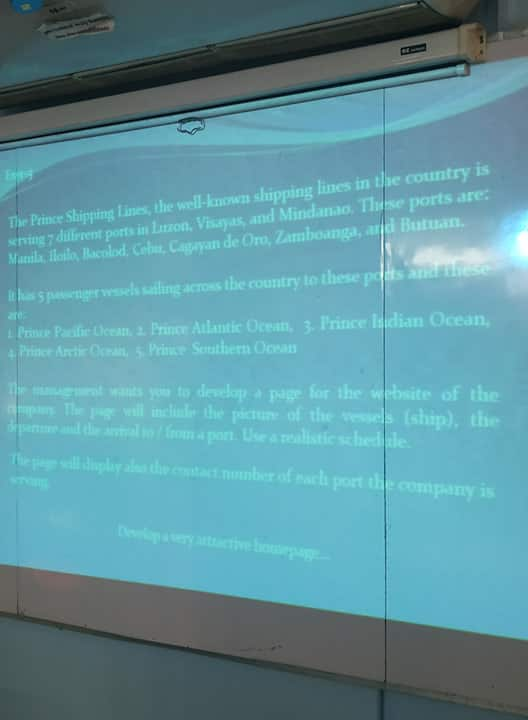 The Prince Shipping Lines, the well-known shipping lines in the country is
serving 7 different ports in Luzon, Visayas, and Mindanao. These ports are:
Manila, Iloilo, Bacolod, Cebu, Cagayan de Oro, Zamboanga, and Butuan.
It has 5 passenger vessels sailing across the country to these ports and these
are:
1. Prince Pacific Ocean, 2. Prince Atlantic Ocean, 3. Prince Indian Ocean,
4. Prince Arctic Ocean, 5. Prince Southern Ocean
The management wants you to develop a page for the website of the
company. The page will include the picture of the vessels (ship), the
departure and the arrival to / from a port. Use a realistic schedule.
The page will display also the contact number of each port the company is
serving.
Develop a very attractive homepage...